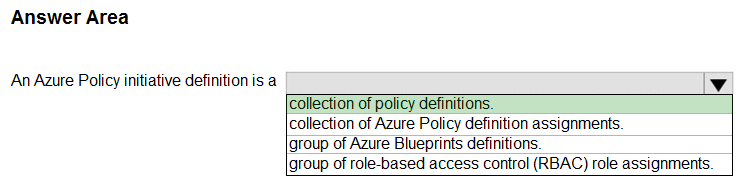 Answer Area
An Azure Policy initiative definition is a
collection of policy definitions.
collection of Azure Policy definition assignments.
group of Azure Blueprints definitions.
group of role-based access control (RBAC) role assignments.